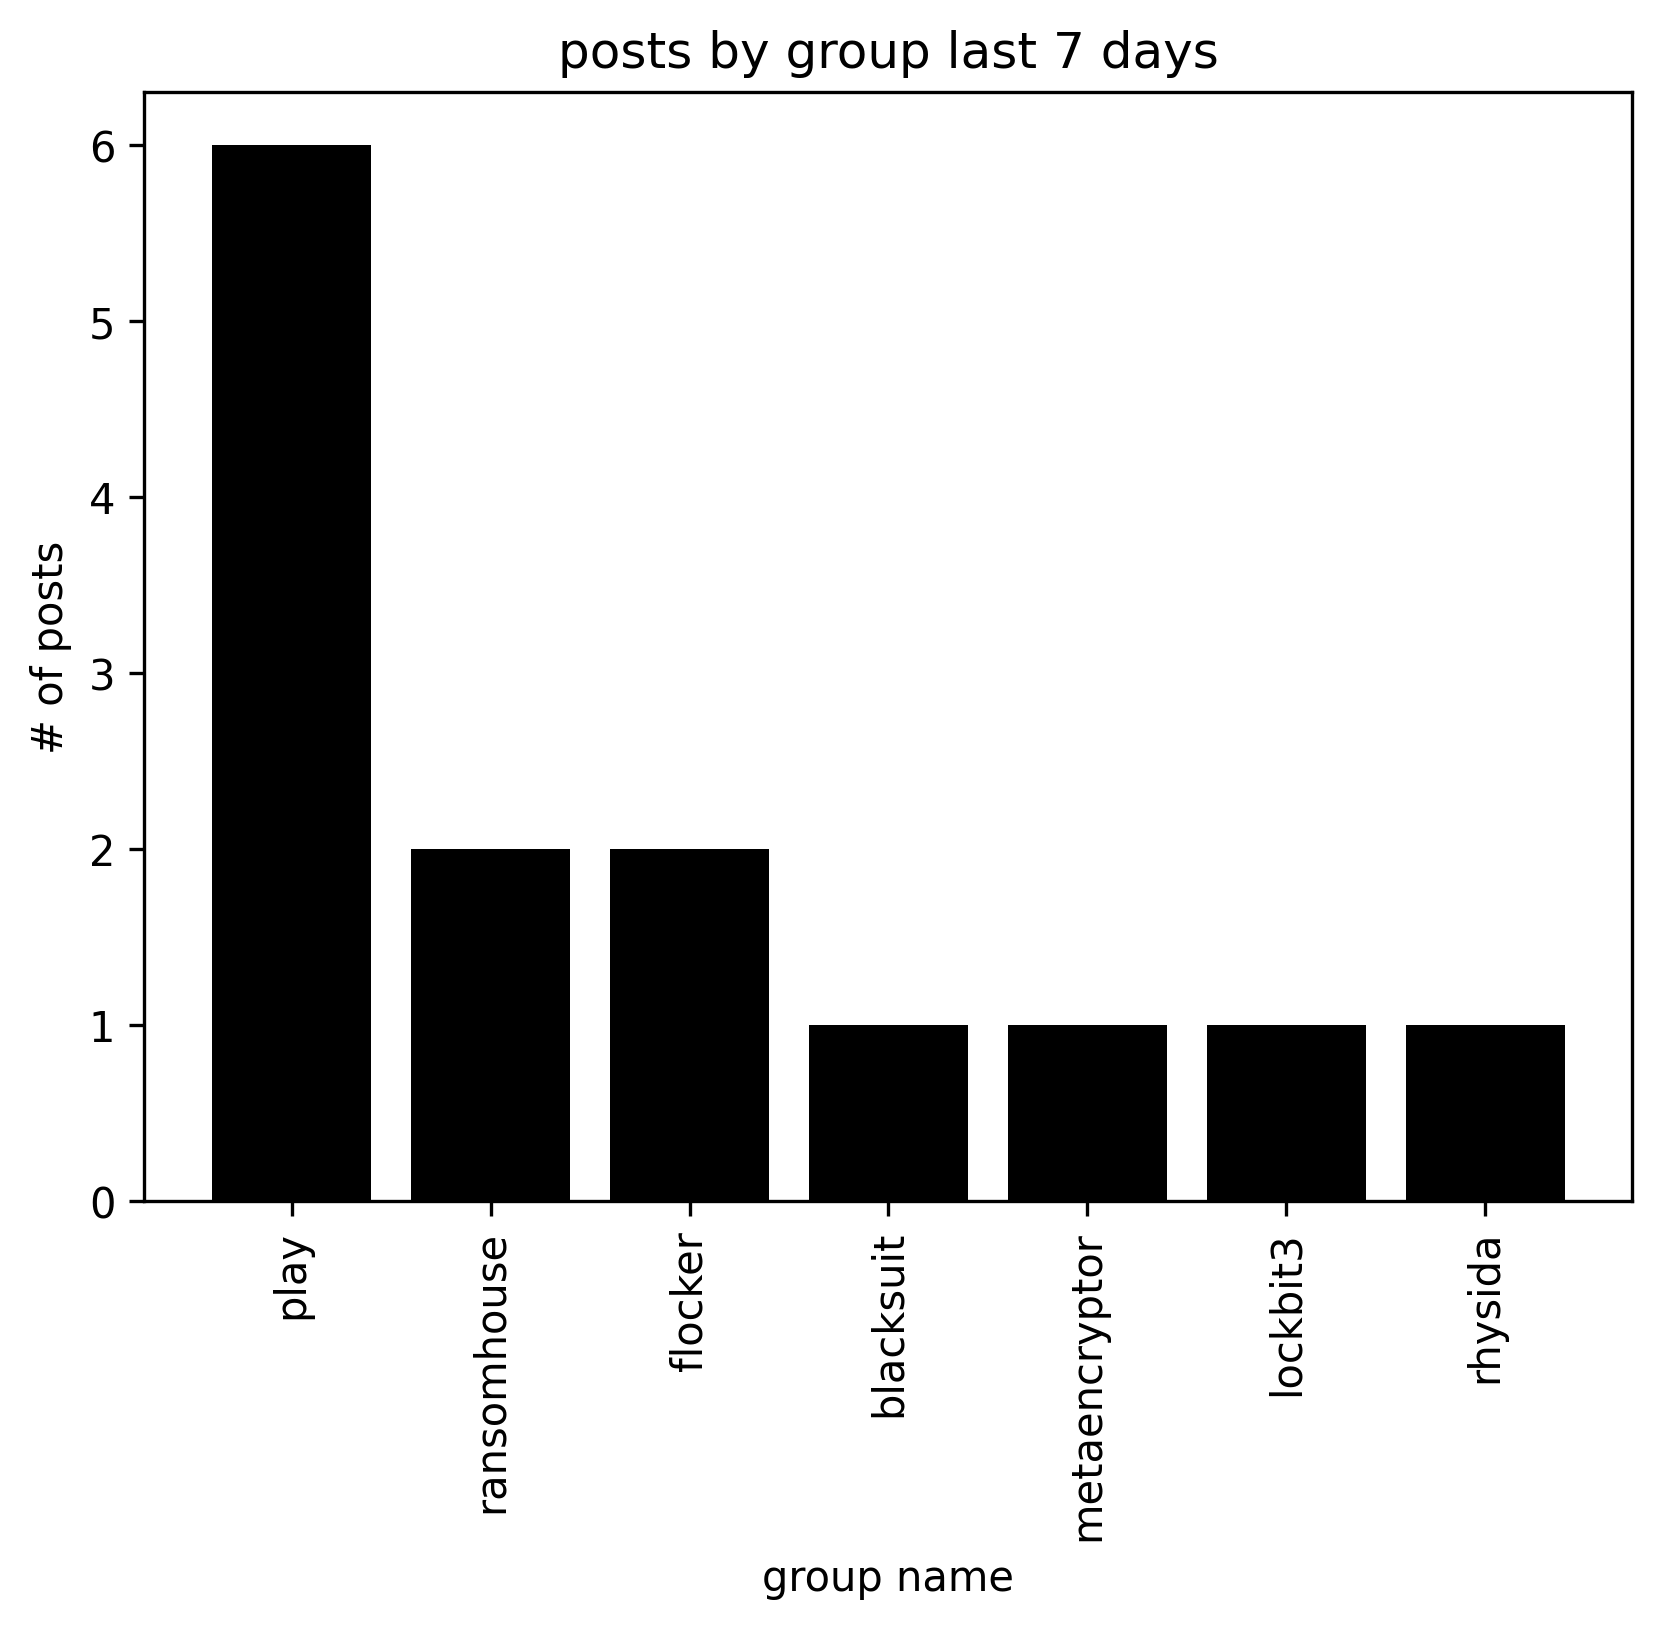 posts by group last 7 days
6
5
4
3
2
1
0
# of posts
play
ransomhouse
flocker
blacksuit
metaencryptor
lockbit3
rhysida
group name